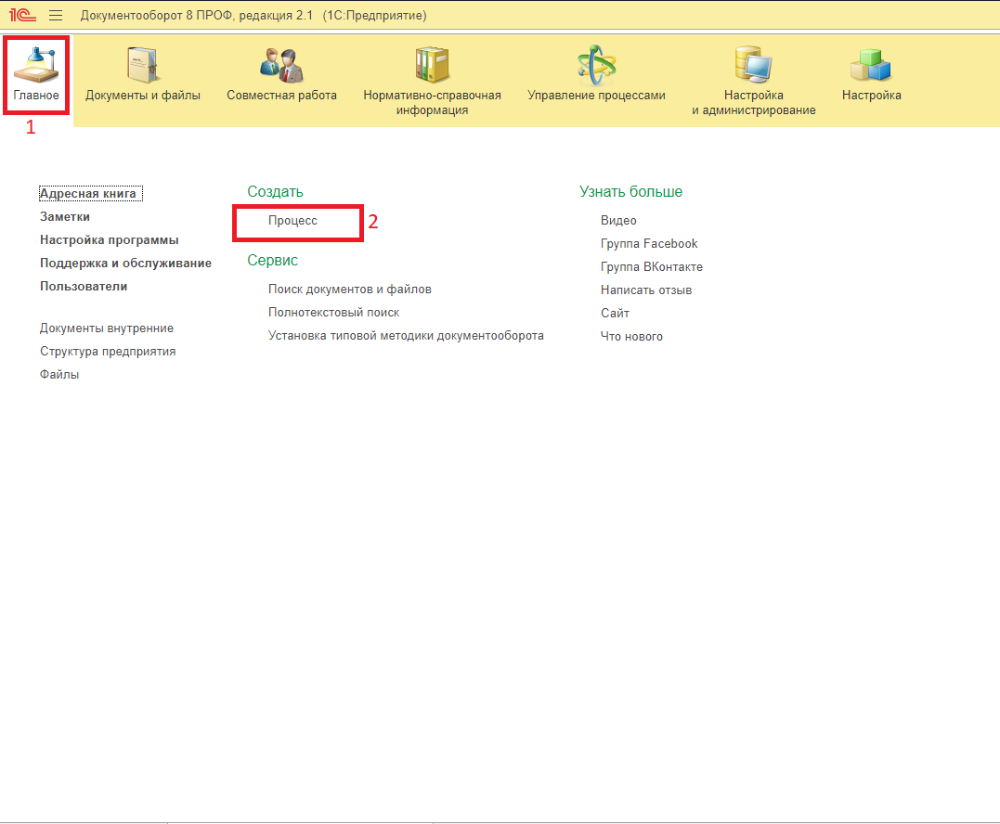 1С Документооборот 8 ПРОФ, редакция 2.1 (1С:Предприятие)
Главное
Документы и файлы
Совместная работа
Нормативно-справочная
информация
Управление процессами
Настройка
и администрирование
Настройка
1
Адресная книга
Заметки
Настройка программы
Поддержка и обслуживание
Пользователи
Документы внутренние
Структура предприятия
Файлы
Создать
Процесс
2
Сервис
Поиск документов и файлов
Полнотекстовый поиск
Установка типовой методики документооборота
Узнать больше
Видео
Группа Facebook
Группа ВКонтакте
Написать отзыв
Сайт
Что нового